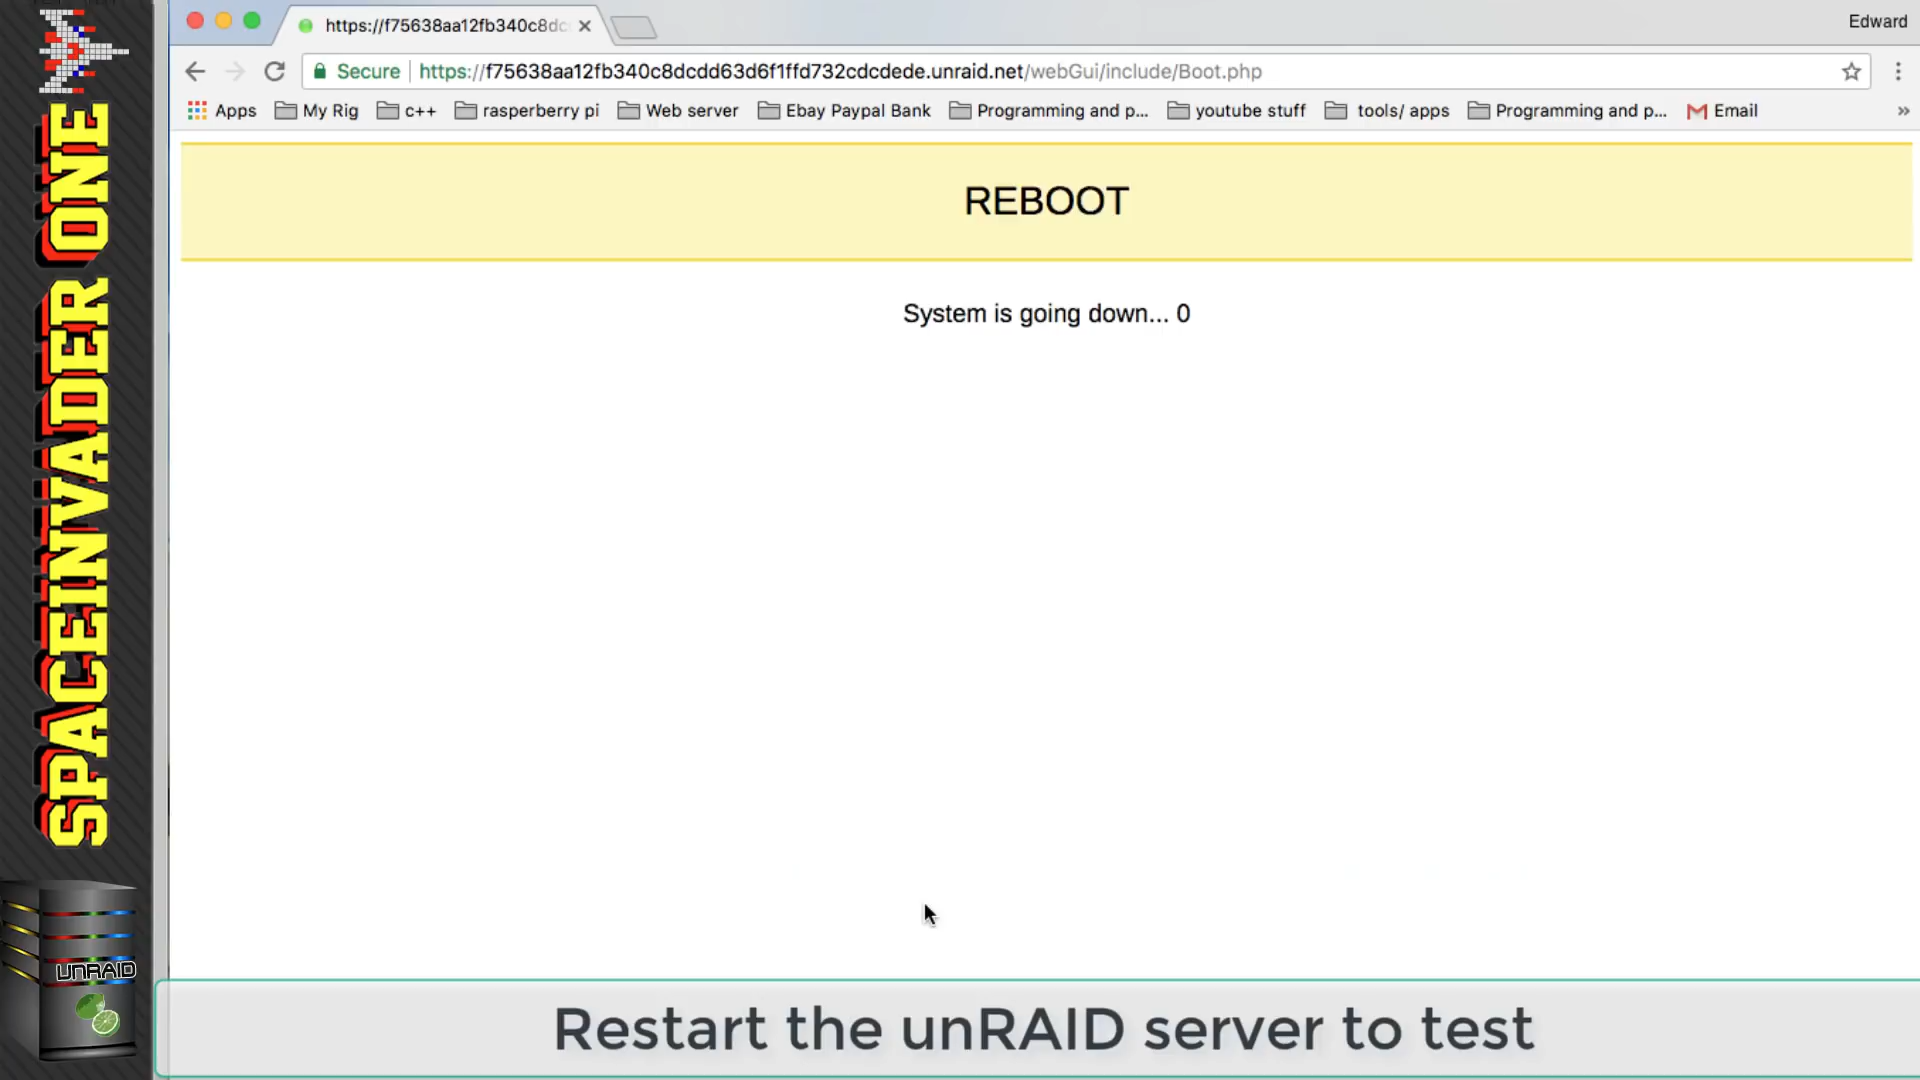 SPACEINVADER ONE
UNRAID
https://f75638aa12fb340c8dc
Edward
Secure
https://f75638aa12fb340c8dcdd63d6f1ffd732cdcdede.unraid.net/webGui/include/Boot.php
Apps My Rig c++ rasperberry pi Web server Ebay Paypal Bank Programming and p... youtube stuff tools/ apps Programming and p... Email »
REBOOT
System is going down... 0
Restart the unRAID server to test